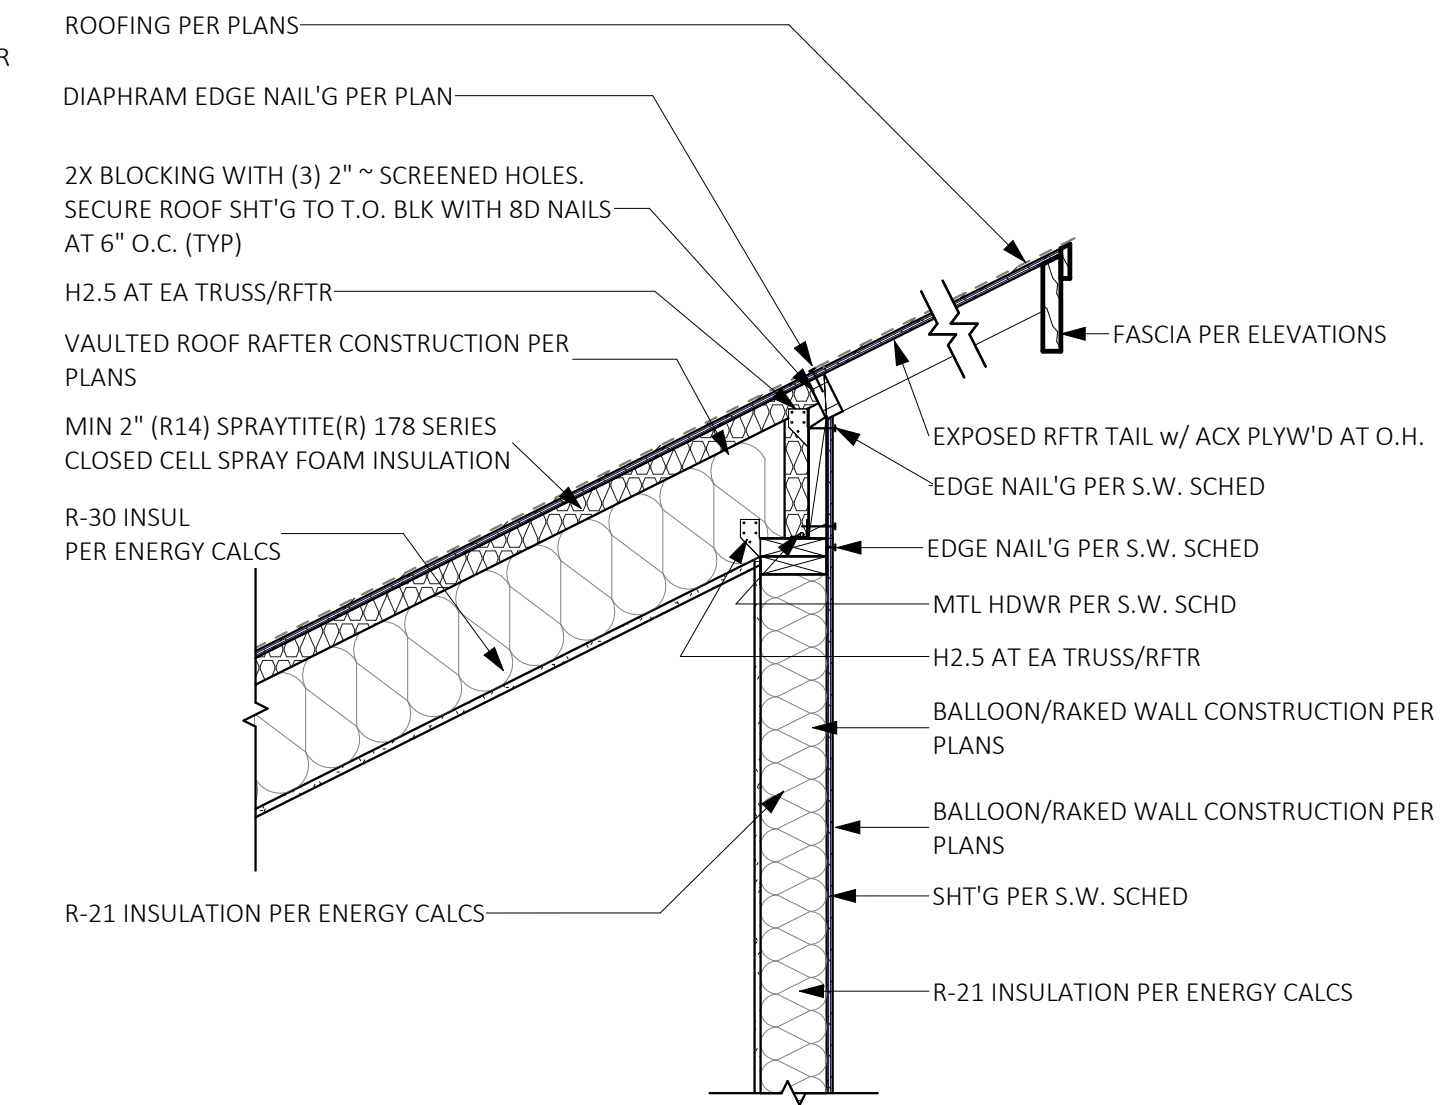 ROOFING PER PLANS
R
DIAPHRAM EDGE NAIL'G PER PLAN
2X BLOCKING WITH (3) 2" ~ SCREENED HOLES.
SECURE ROOF SHT'G TO T.O. BLK WITH 8D NAILS
AT 6" O.C. (TYP)
H2.5 AT EA TRUSS/RFTR
VAULTED ROOF RAFTER CONSTRUCTION PER
PLANS
MIN 2" (R14) SPRAYTITE(R) 178 SERIES
CLOSED CELL SPRAY FOAM INSULATION
R-30 INSUL
PER ENERGY CALCS
R-21 INSULATION PER ENERGY CALCS
FASCIA PER ELEVATIONS
EXPOSED RFTR TAIL w/ ACX PLYW'D AT O.H.
EDGE NAIL'G PER S.W. SCHED
EDGE NAIL'G PER S.W. SCHED
MTL HDWR PER S.W. SCHD
H2.5 AT EA TRUSS/RFTR
BALLOON/RAKED WALL CONSTRUCTION PER
PLANS
BALLOON/RAKED WALL CONSTRUCTION PER
PLANS
SHT'G PER S.W. SCHED
R-21 INSULATION PER ENERGY CALCS